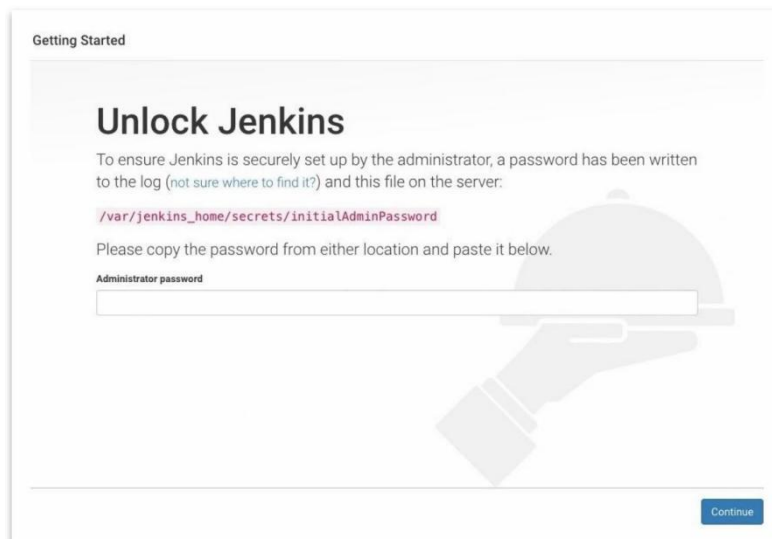 Getting Started
Unlock Jenkins
To ensure Jenkins is securely set up by the administrator, a password has been written
to the log (not sure where to find it?) and this file on the server:
/var/jenkins_home/secrets/initialAdminPassword
Please copy the password from either location and paste it below.
Administrator password
Continue